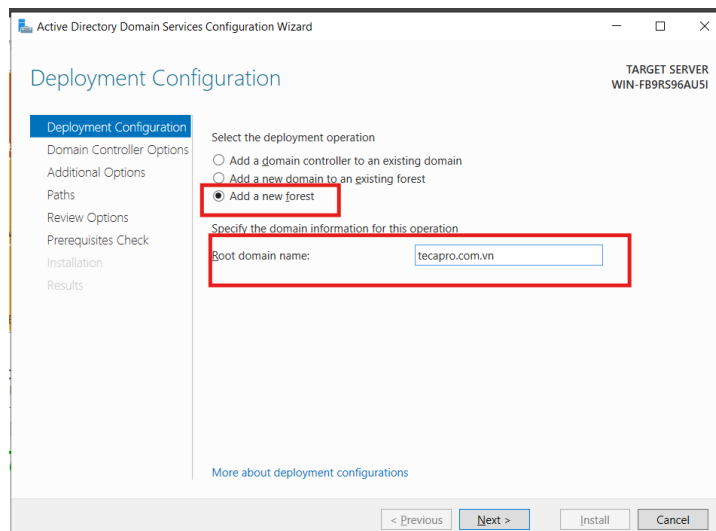 Active Directory Domain Services Configuration Wizard
Deployment Configuration
TARGET SERVER
WIN-FB9RS96AU5I
Deployment Configuration
Domain Controller Options
Additional Options
Paths
Review Options
Prerequisites Check
Installation
Results
Select the deployment operation
Add a domain controller to an existing domain
Add a new domain to an existing forest
Add a new forest
Specify the domain information for this operation
Root domain name:
tecapro.com.vn
More about deployment configurations
< Previous
Next >
Install
Cancel